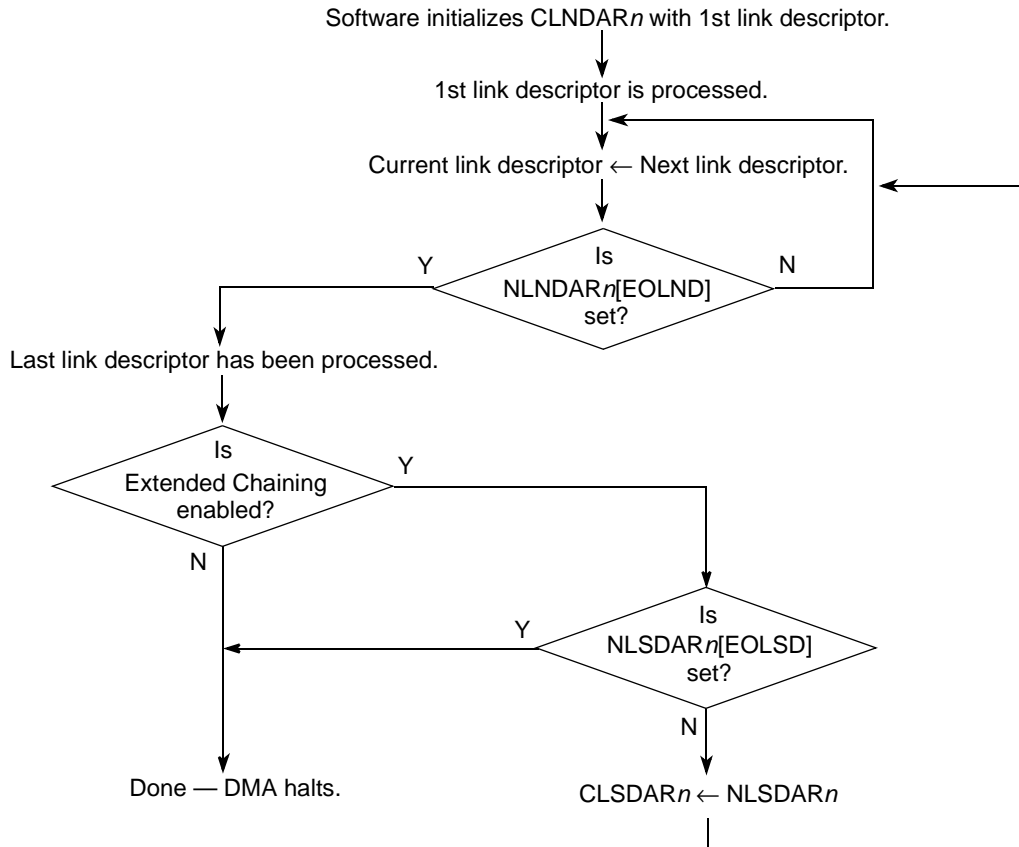 Software initializes CLNDARn with 1st link descriptor.
1st link descriptor is processed.
Current link descriptor ← Next link descriptor.
Is
NLNDARn[EOLND]
set?
Y
N
Last link descriptor has been processed.
Is
Extended Chaining
enabled?
Y
N
Is
NLSDARn[EOLSD]
set?
Y
N
Done — DMA halts.
CLSDARn ← NLSDARn